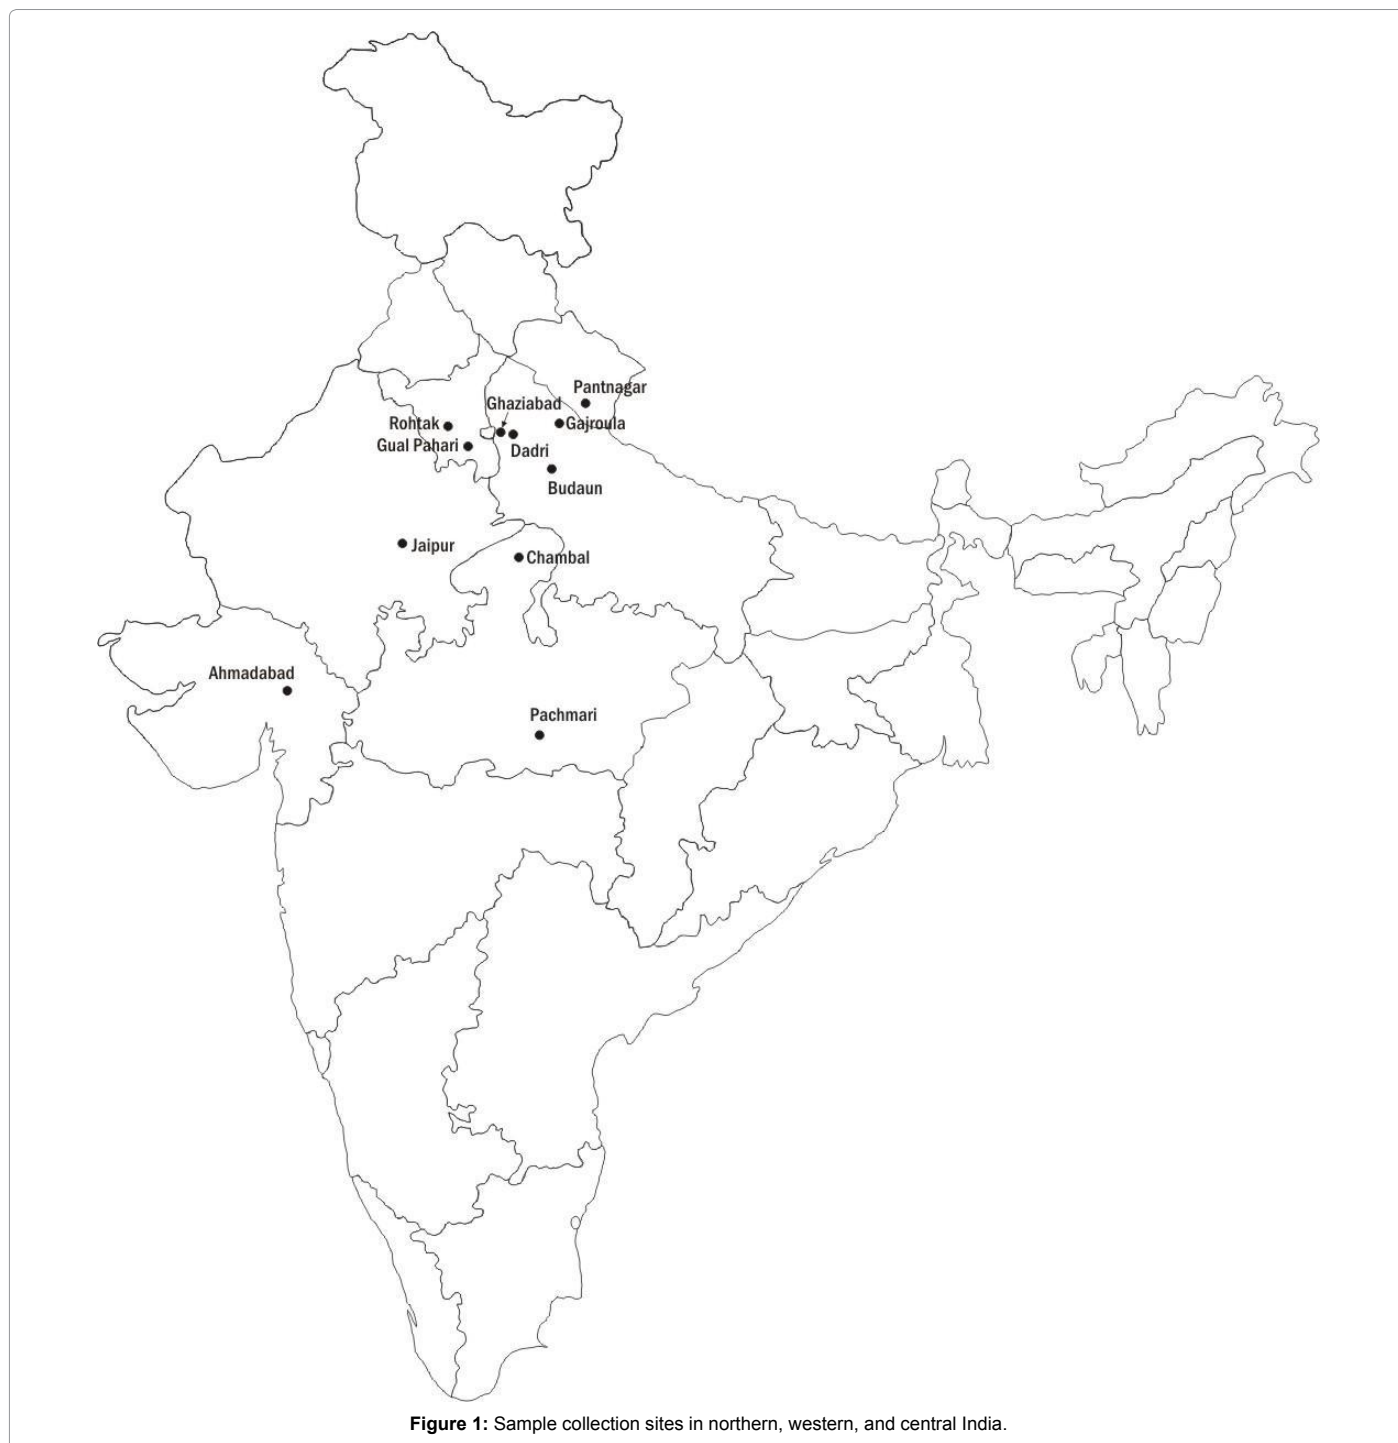 Pantnagar
Ghaziabad
Rohtak
Gajroula
Gual Pahari
Dadri
Budaun
Jaipur
Chambal
Ahmadabad
Pachmari
Figure 1: Sample collection sites in northern, western, and central India.